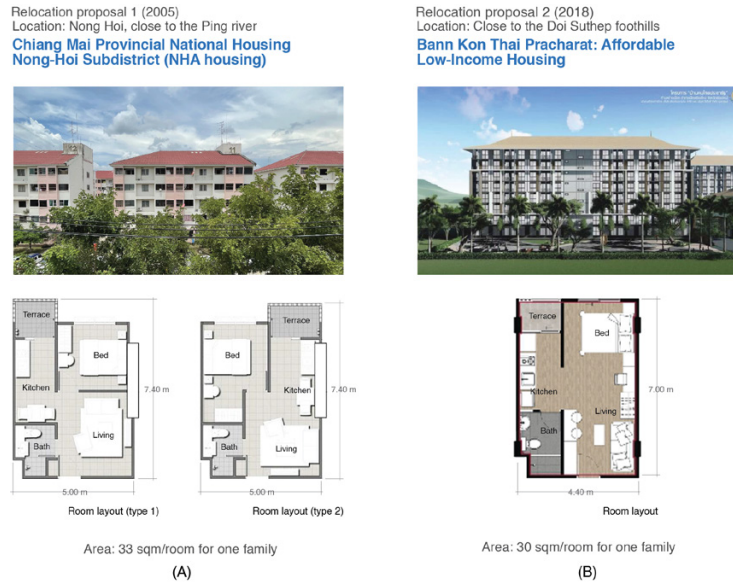 Relocation proposal 1 (2005)
Location: Nong Hoi, close to the Ping river
Chiang Mai Provincial National Housing
Nong-Hoi Subdistrict (NHA housing)
Terrace
Bed
Kitchen
7.40 m
Living
Bath
5.00 m
Room layout (type 1)
Terrace
Bed
Kitchen
7.40 m
Living
Bath
5.00 m
Room layout (type 2)
Area: 33 sqm/room for one family
(A)
Relocation proposal 2 (2018)
Location: Close to the Doi Suthep foothills
Bann Kon Thai Pracharat: Affordable
Low-Income Housing
Terrace
Bed
Kitchen
7.00 m
Living
Bath
4.40 m
Room layout
Area: 30 sqm/room for one family
(B)